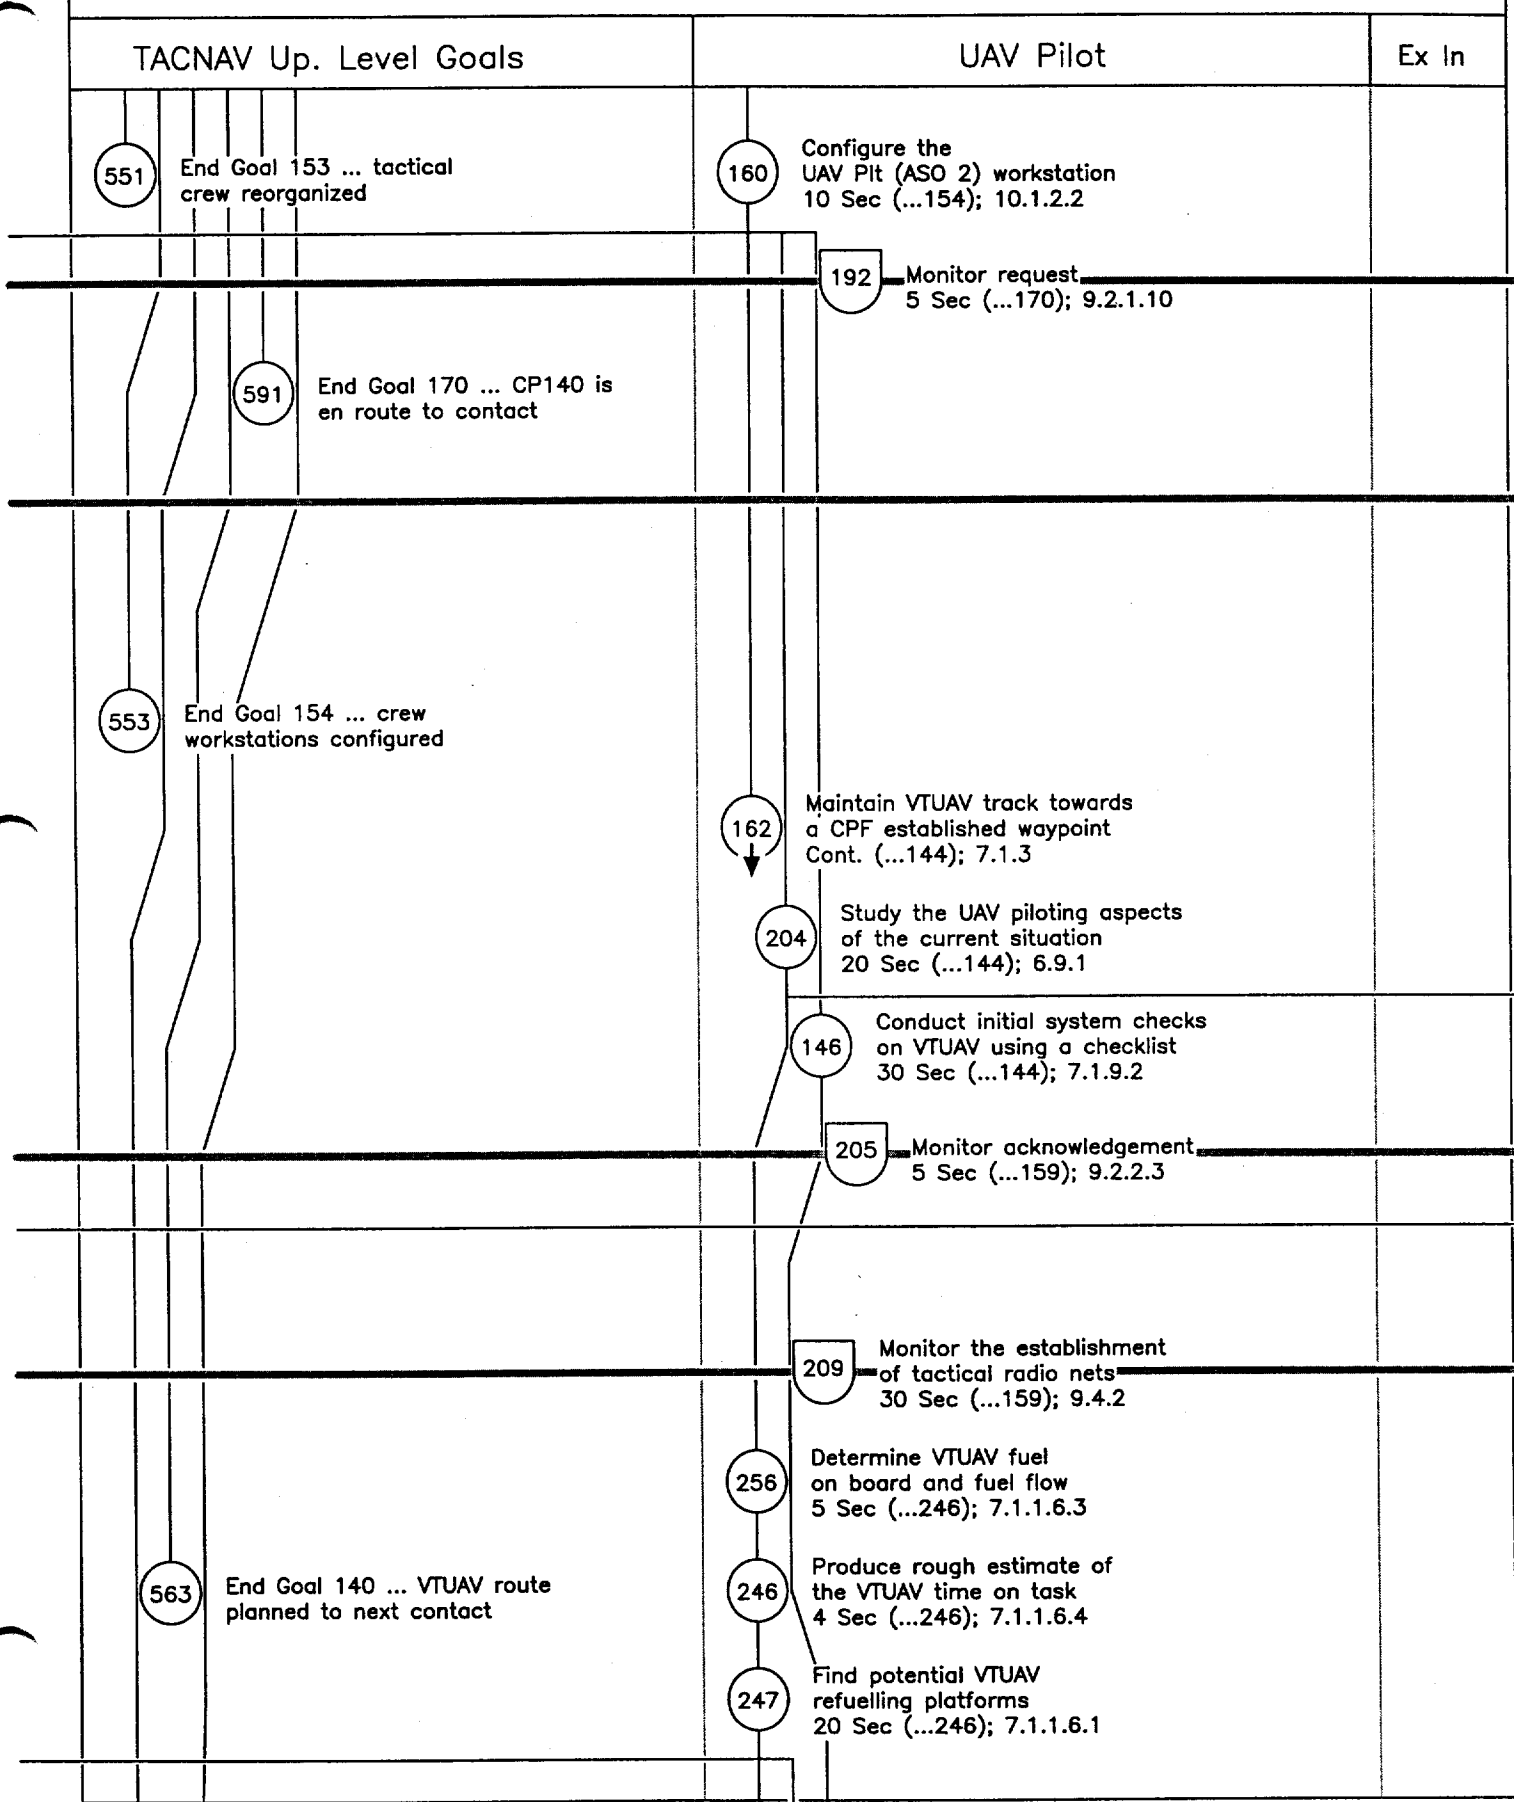 TACNAV Up. Level Goals
UAV Pilot
Ex In
551
End Goal 153 ... tactical
crew reorganized
160
Configure the
UAV Plt (ASO 2) workstation
10 Sec (...154); 10.1.2.2
192
Monitor request
5 Sec (...170); 9.2.1.10
591
End Goal 170 ... CP140 is
en route to contact
553
End Goal 154 ... crew
workstations configured
162
Maintain VTUAV track towards
a CPF established waypoint
Cont. (...144); 7.1.3
204
Study the UAV piloting aspects
of the current situation
20 Sec (...144); 6.9.1
146
Conduct initial system checks
on VTUAV using a checklist
30 Sec (...144); 7.1.9.2
205
Monitor acknowledgement
5 Sec (...159); 9.2.2.3
209
Monitor the establishment
of tactical radio nets
30 Sec (...159); 9.4.2
256
Determine VTUAV fuel
on board and fuel flow
5 Sec (...246); 7.1.1.6.3
563
End Goal 140 ... VTUAV route
planned to next contact
246
Produce rough estimate of
the VTUAV time on task
4 Sec (...246); 7.1.1.6.4
247
Find potential VTUAV
refuelling platforms
20 Sec (...246); 7.1.1.6.1